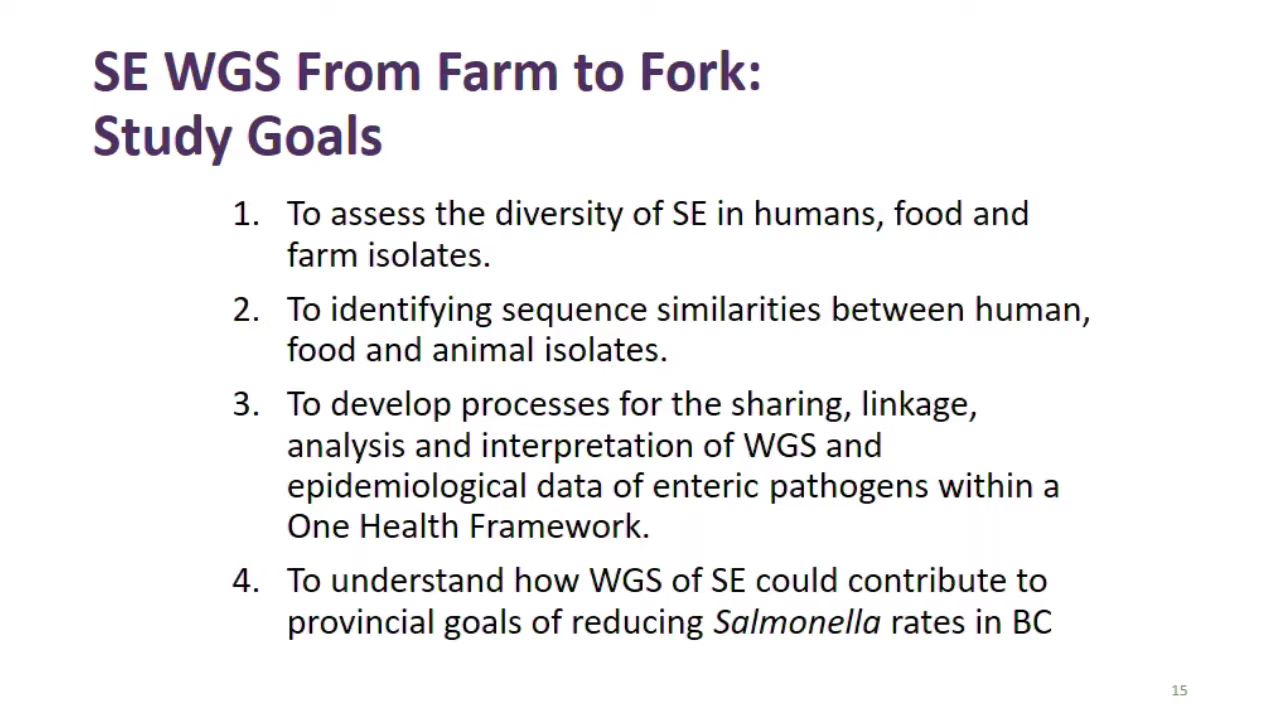 SE WGS From Farm to Fork:
Study Goals
1. To assess the diversity of SE in humans, food and
farm isolates.
2. To identifying sequence similarities between human,
food and animal isolates.
3. To develop processes for the sharing, linkage,
analysis and interpretation of WGS and
epidemiological data of enteric pathogens within a
One Health Framework.
4. To understand how WGS of SE could contribute to
provincial goals of reducing Salmonella rates in BC
15